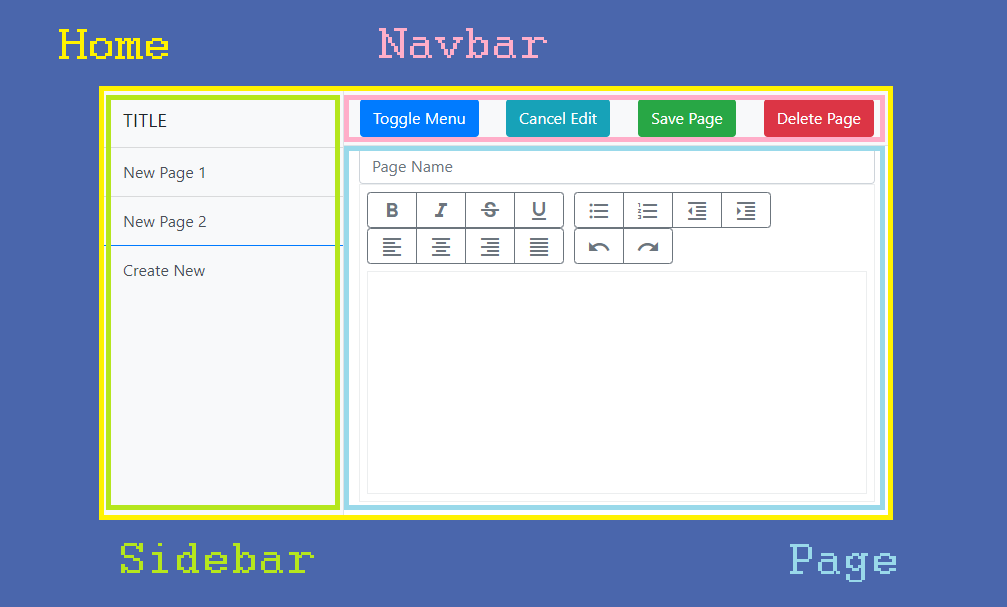 Home
Navbar
TITLE
New Page 1
New Page 2
Create New
Toggle Menu
Cancel Edit
Save Page
Delete Page
Page Name
B I S U
Sidebar
Page